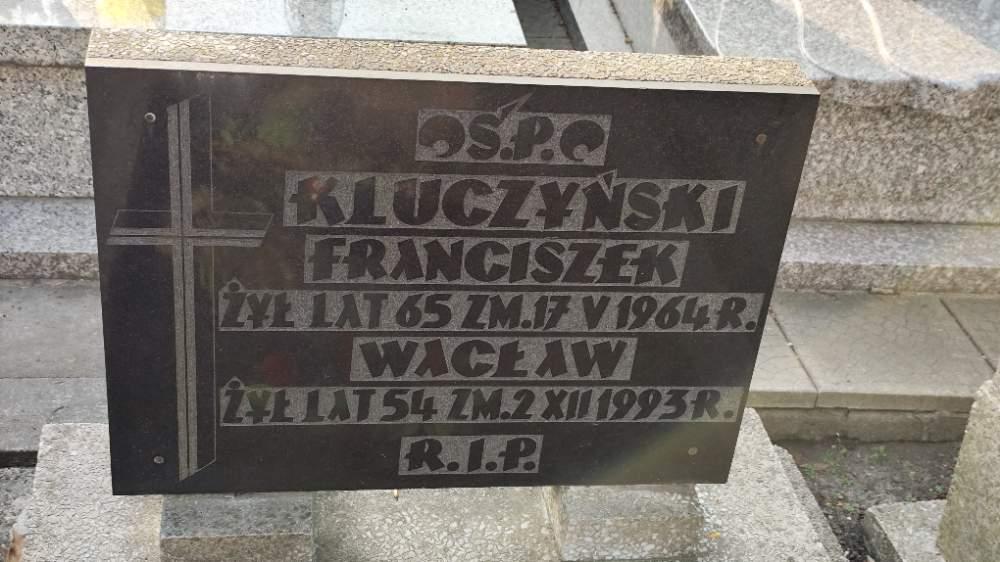 Ś.P.
KLUCZYŃSKI
FRANCISZEK
ŻYŁ LAT 65 ZM. 17 V 1964 R.
WACŁAW
ŻYŁ LAT 54 ZM. 2 XII 1993 R.
R.I.P.